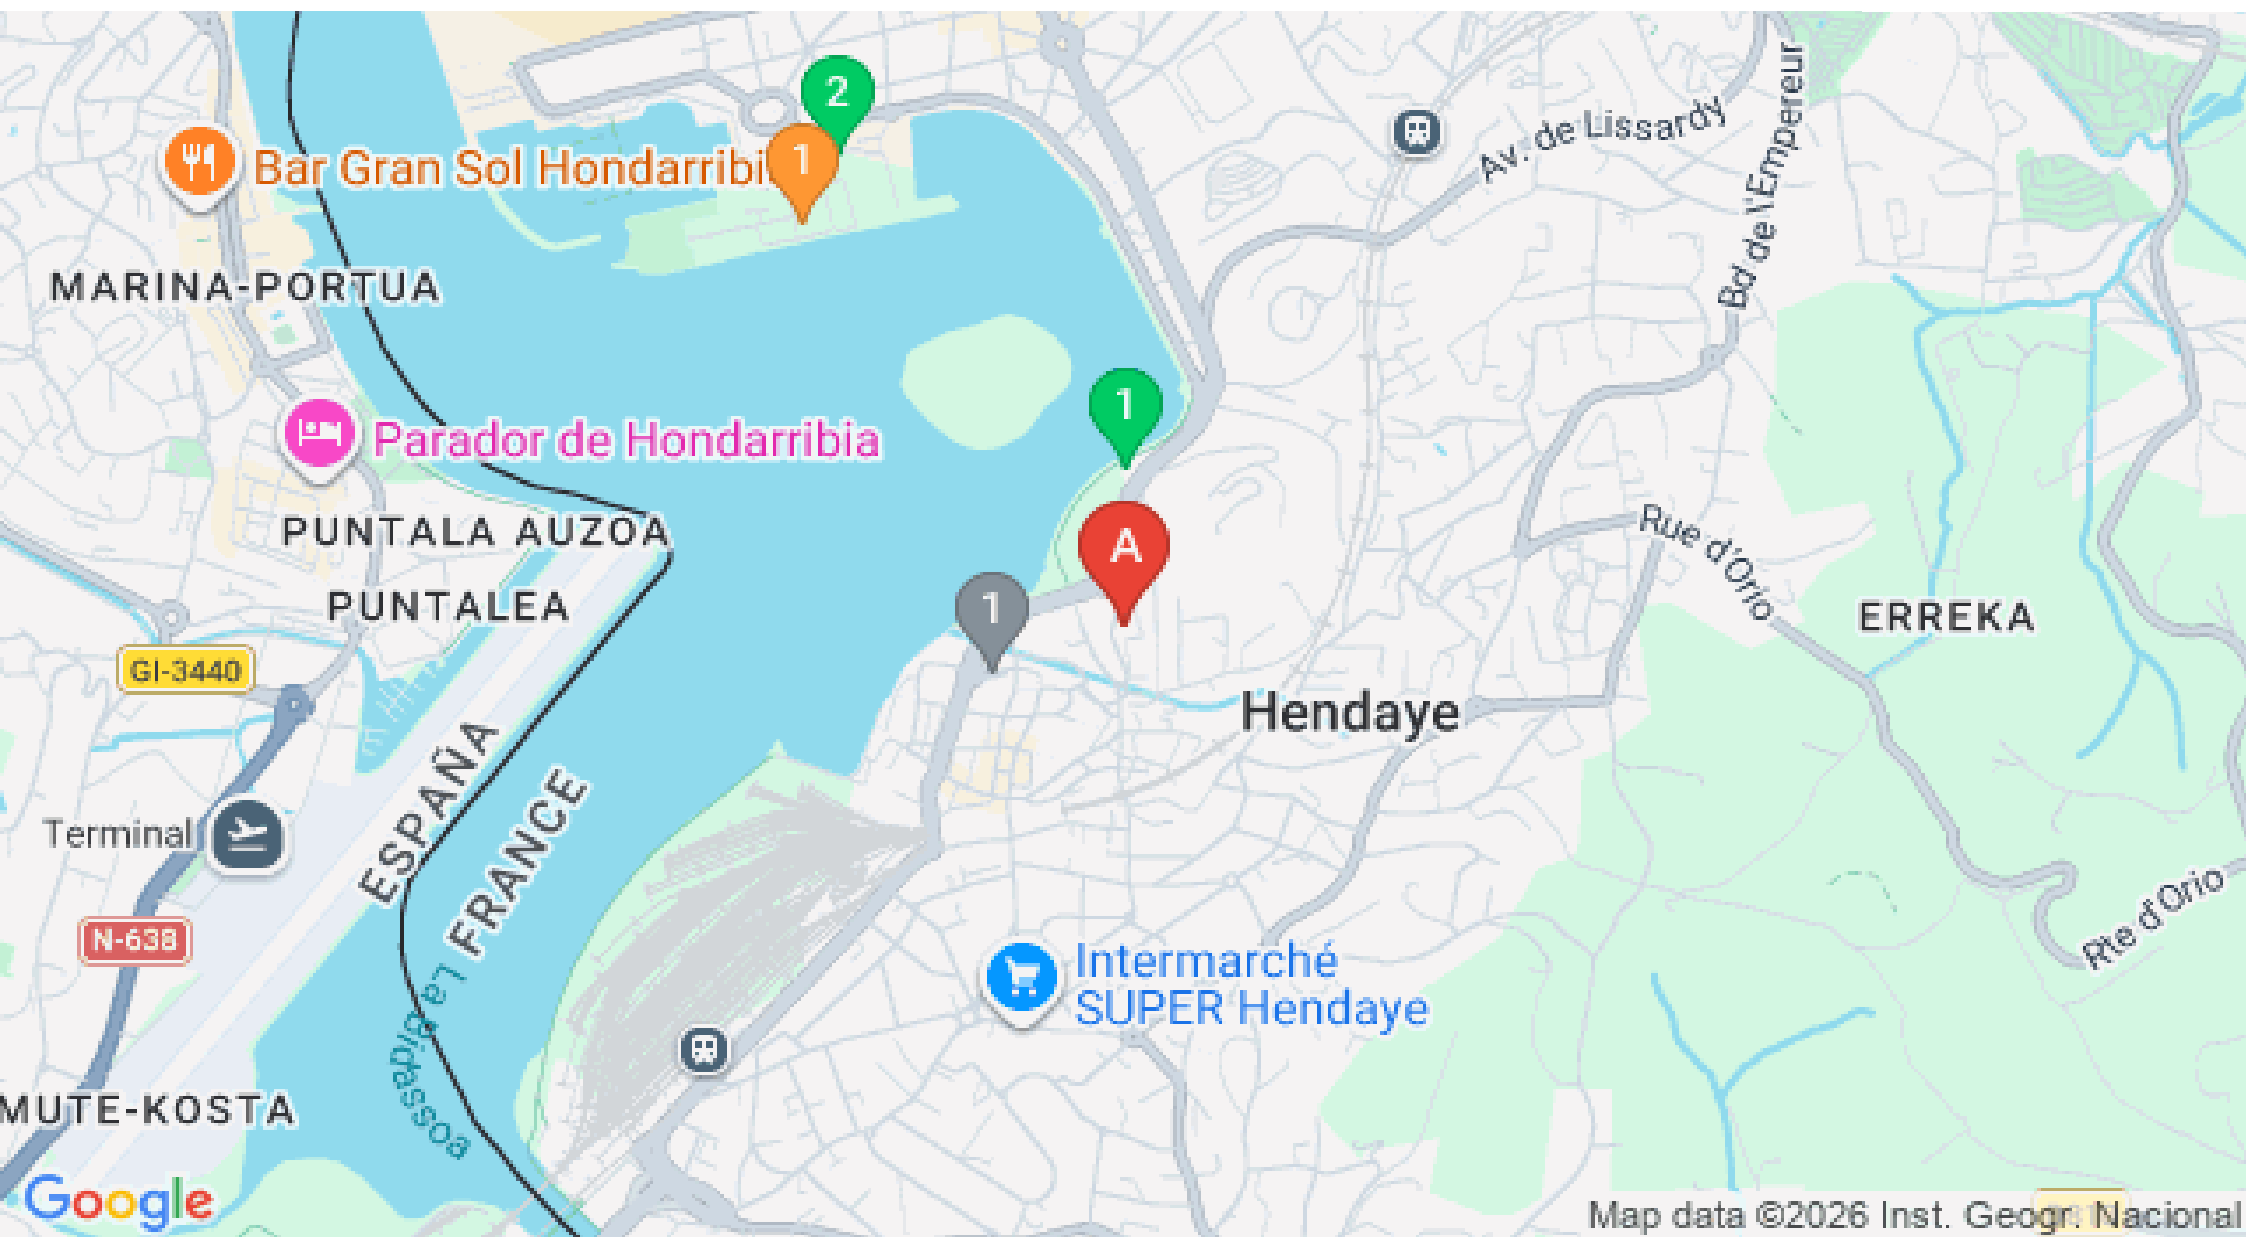 2
1
Bar Gran Sol Hondarribi
Av. de Lissardy
Bd de l'Empereur
MARINA-PORTUA
1
Parador de Hondarribia
PUNTALA AUZOA
A
Rue d'Orio
PUNTALEA
1
ERREKA
GI-3440
Hendaye
Terminal
ESPAÑA
FRANCE
N-638
La Bidassoa
Intermarché
SUPER Hendaye
Rte d'Orio
MUTE-KOSTA
Google
Map data ©2026 Inst. Geogr. Nacional